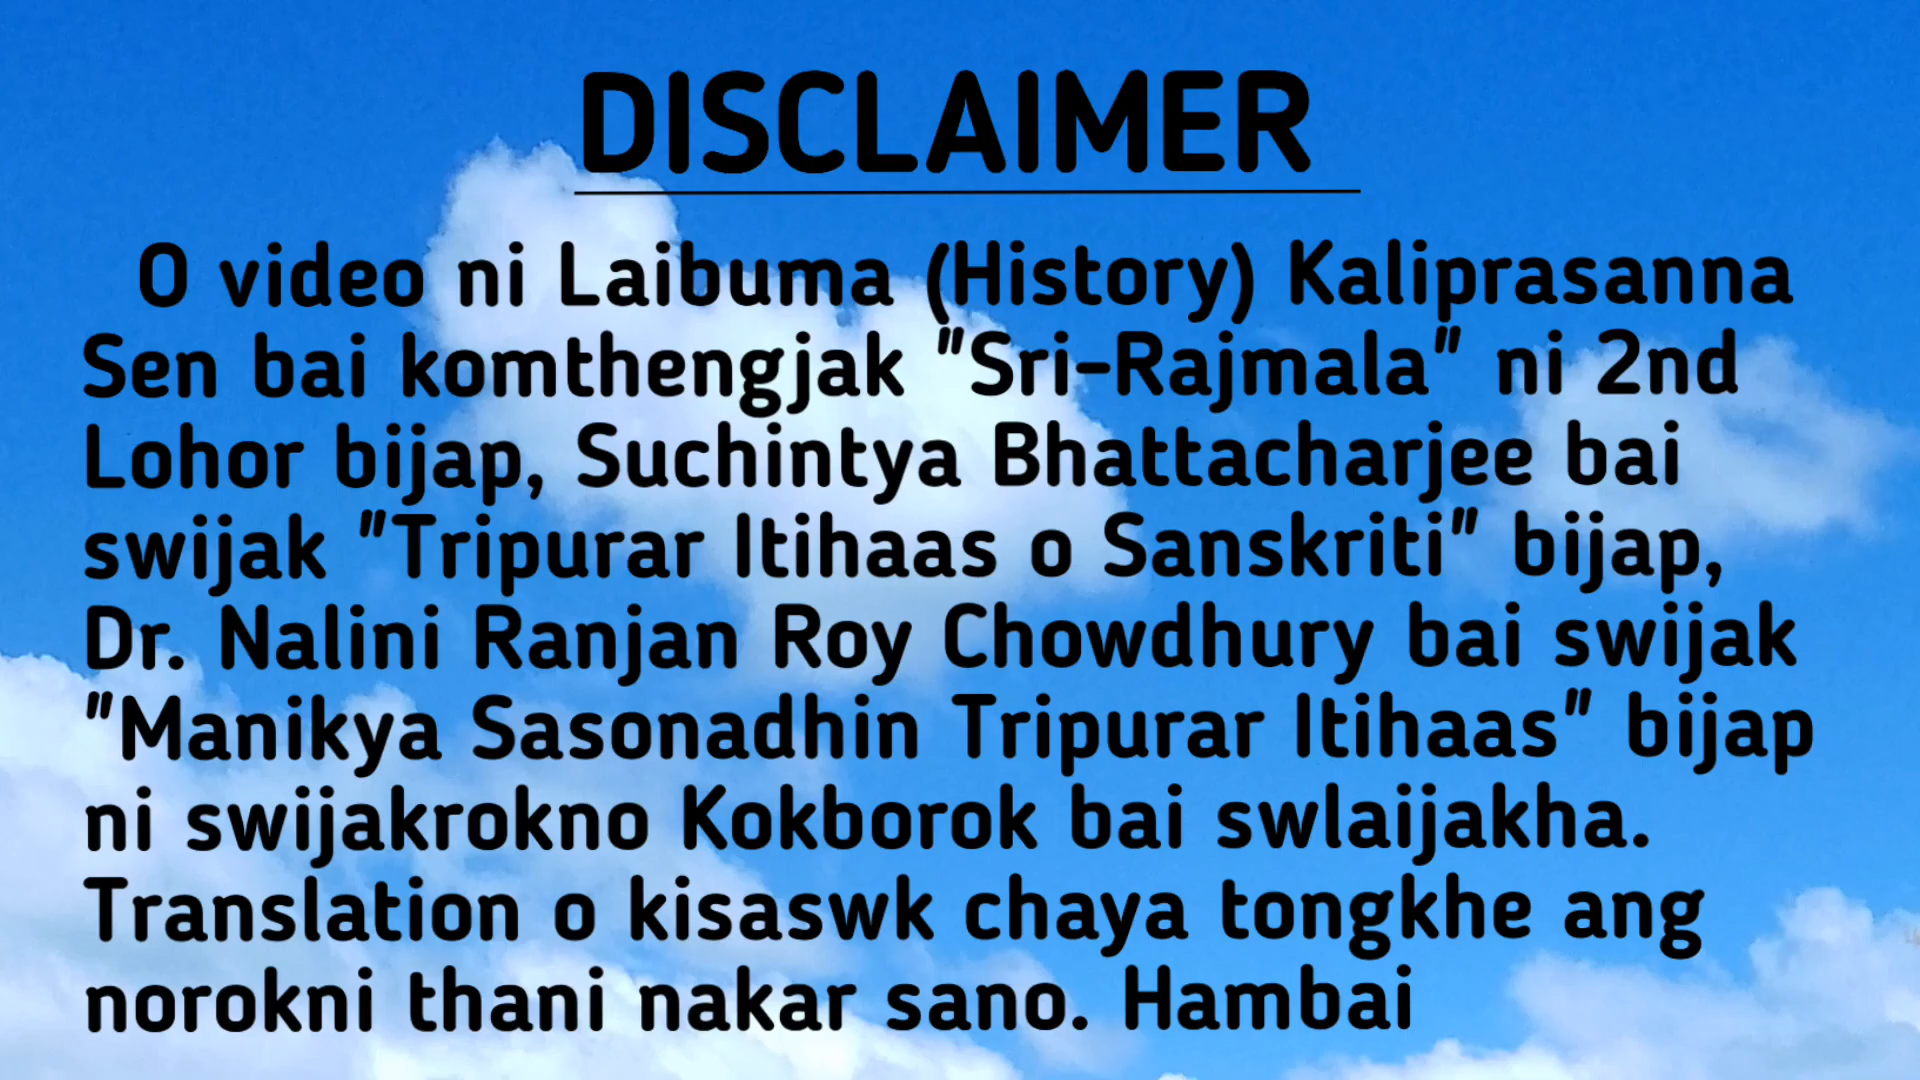 DISCLAIMER
O video ni Laibuma (History) Kaliprasanna
Sen bai komthengjak "Sri-Rajmala" ni 2nd
Lohor bijap, Suchintya Bhattacharjee bai
swijak "Tripurar Itihaas o Sanskriti" bijap,
Dr. Nalini Ranjan Roy Chowdhury bai swijak
"Manikya Sasonadhin Tripurar Itihaas" bijap
ni swijakrokno Kokborok bai swlaijakha.
Translation o kisaswk chaya tongkhe ang
norokni thani nakar sano. Hambai